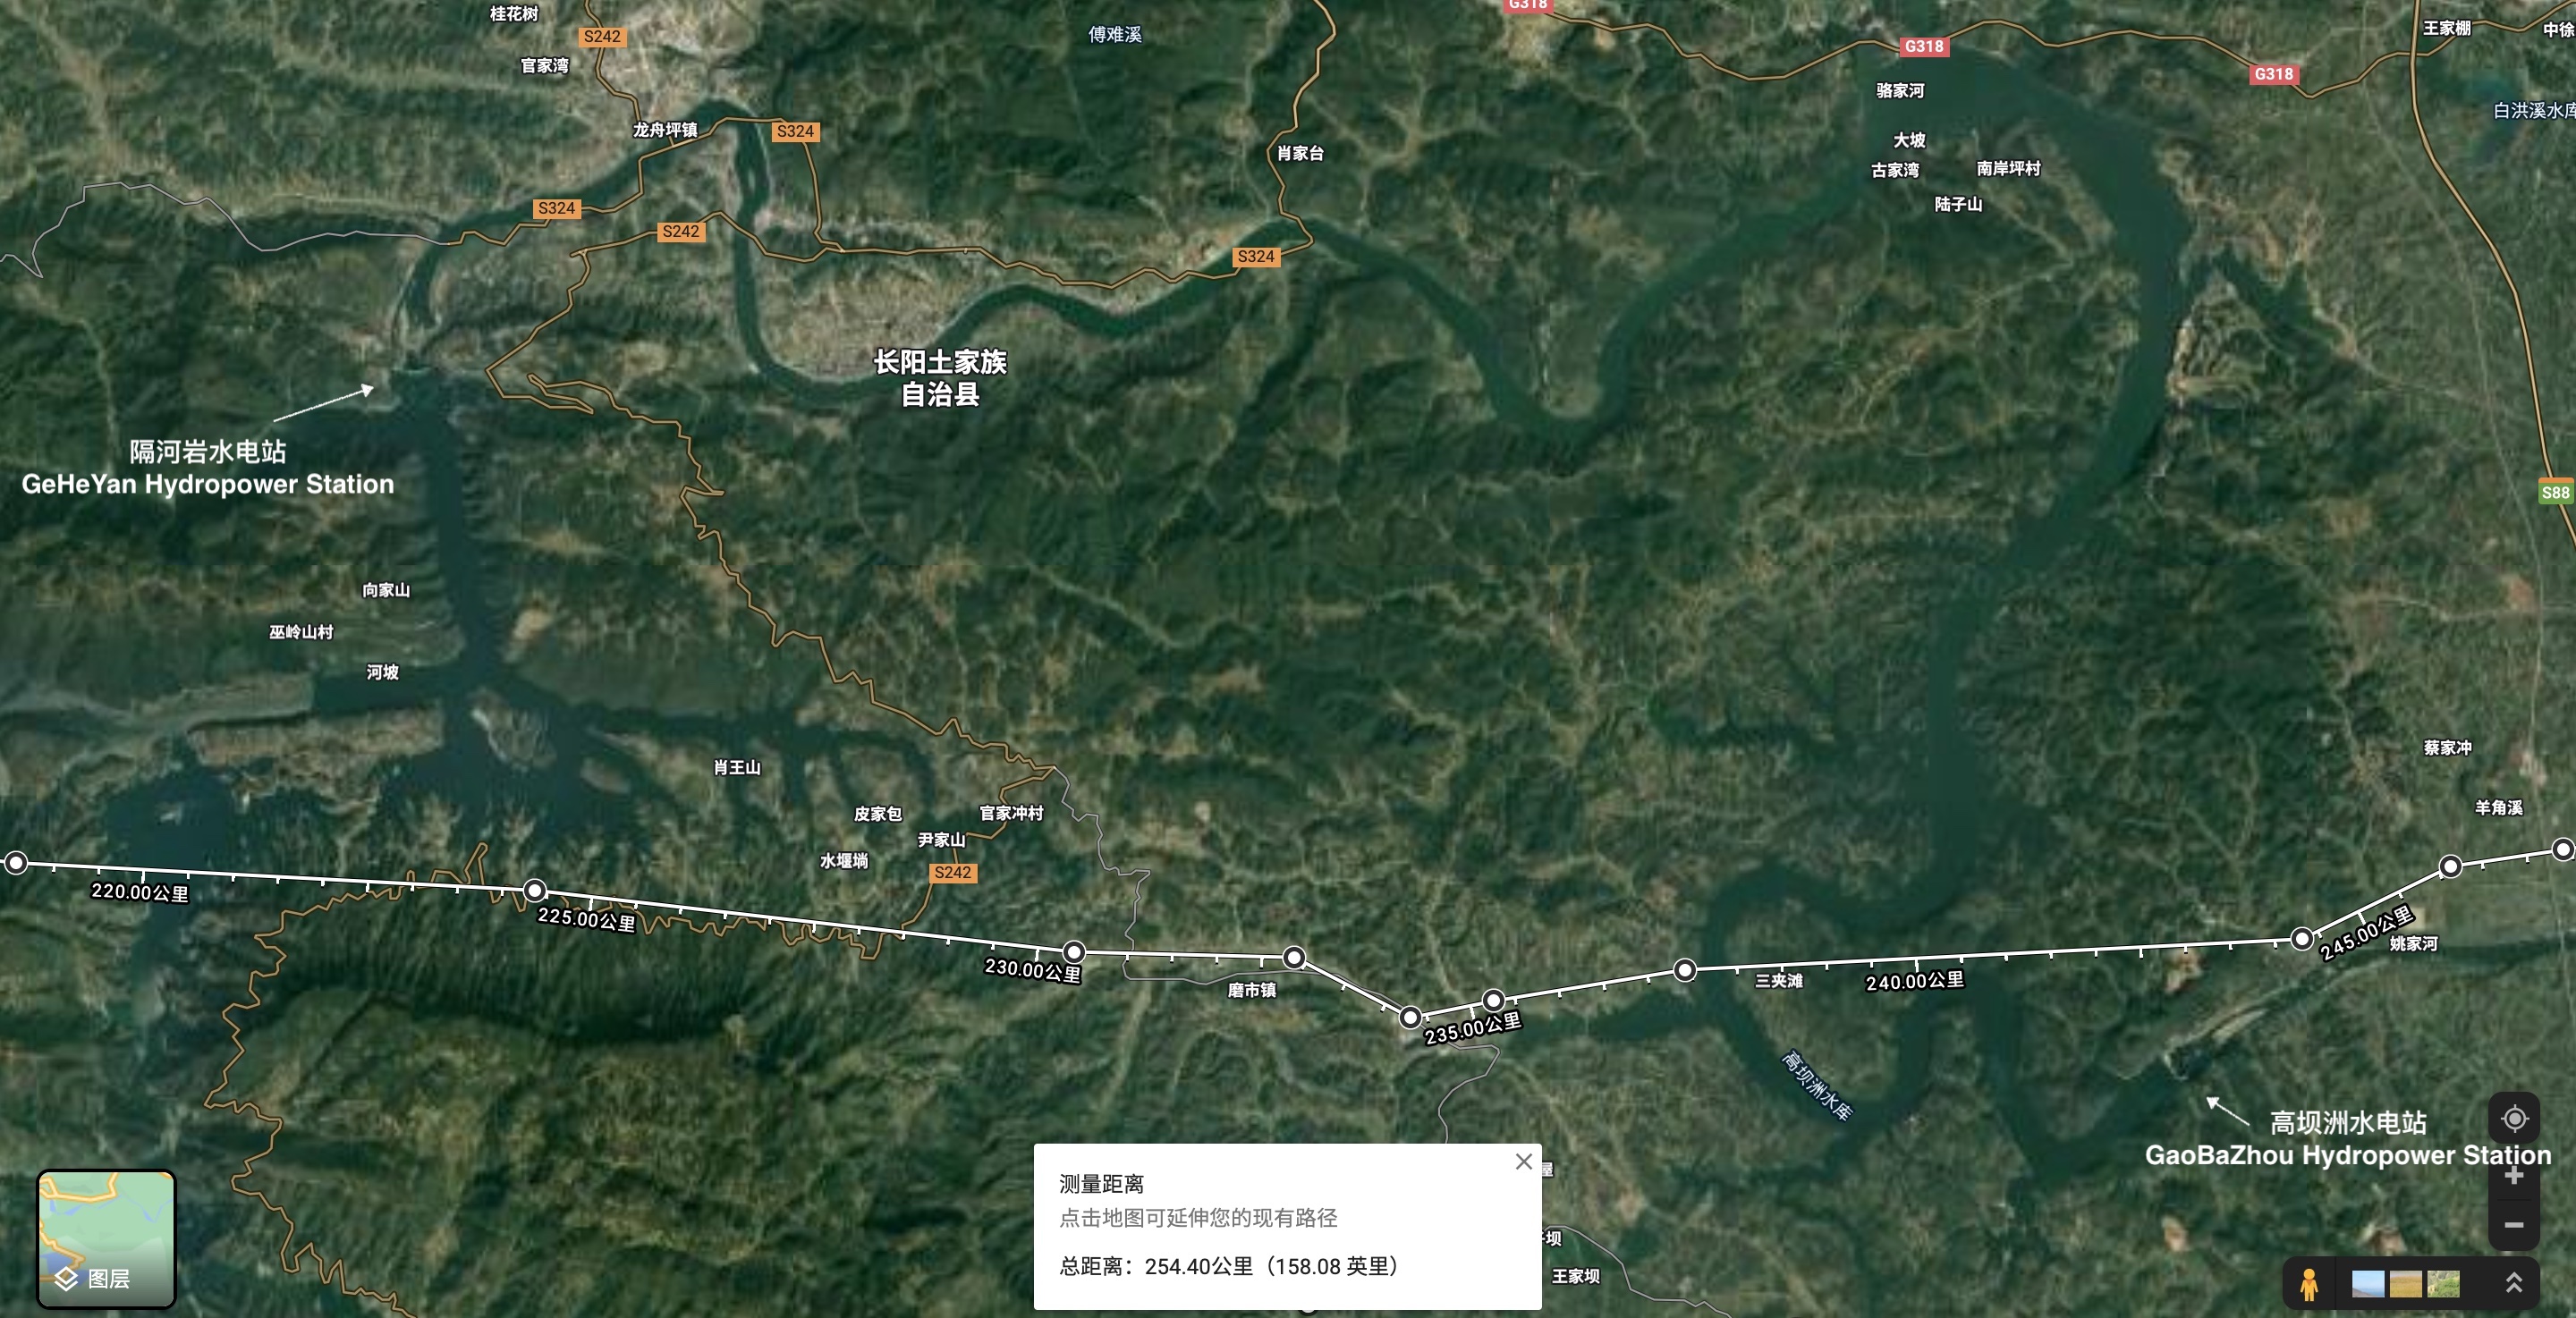 G318
桂花树
S242
官家湾
傅难溪
G318
王家棚
中徐
G318
骆家河
白洪溪水库
龙舟坪镇
S324
肖家台
大坡
古家湾
南岸坪村
陆子山
S324
S242
S324
长阳土家族
自治县
隔河岩水电站
GeHeYan Hydropower Station
S88
向家山
巫岭山村
河坡
肖王山
蔡家冲
皮家包
官家冲村
羊角溪
尹家山
水堰埫
S242
220.00公里
225.00公里
230.00公里
磨市镇
235.00公里
三夹滩
240.00公里
245.00公里
姚家河
高坝洲水库
高坝洲水电站
GaoBaZhou Hydropower Station
测量距离
点击地图可延伸您的现有路径
总距离：254.40公里（158.08 英里）
坝
王家坝
图层